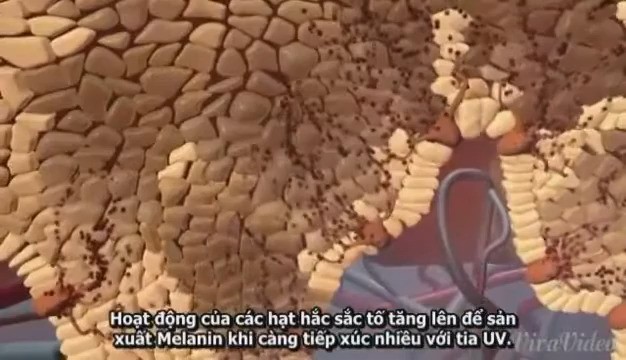 Hoạt động của các hạt hắc sắc tố tăng lên để sản
xuất Melanin khi càng tiếp xúc nhiều với tia UV.
ViraVideo